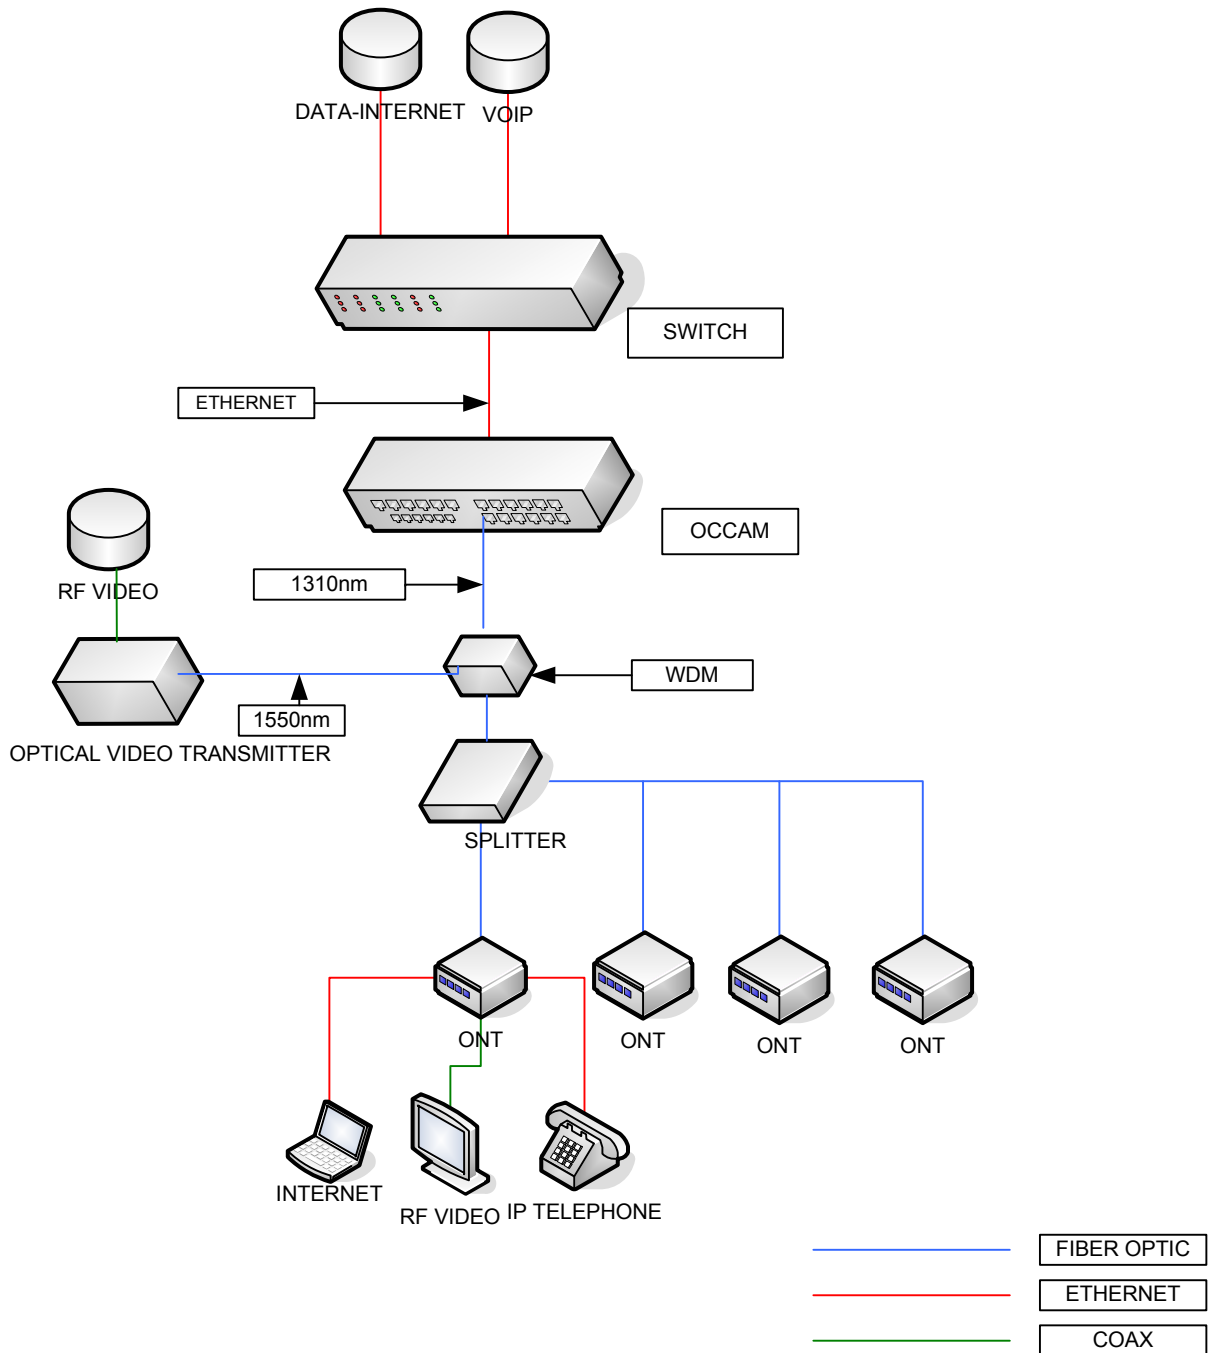 DATA-INTERNET
VOIP
SWITCH
ETHERNET
OCCAM
RF VIDEO
1310nm
WDM
1550nm
OPTICAL VIDEO TRANSMITTER
SPLITTER
ONT
ONT
ONT
ONT
INTERNET
RF VIDEO
IP TELEPHONE
FIBER OPTIC
ETHERNET
COAX